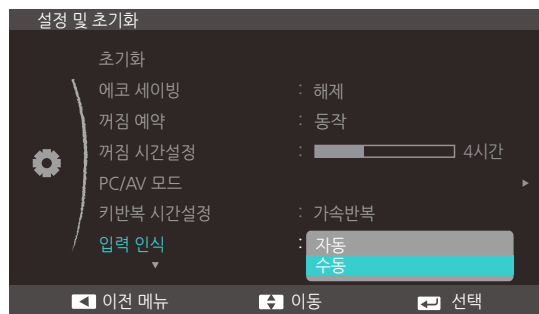 설정 및 초기화
초기화
에코 세이빙 : 해제
꺼짐 예약 : 동작
꺼짐 시간설정 : 4시간
PC/AV 모드
키반복 시간설정 : 가속반복
입력 인식 : 자동
수동
이전 메뉴 이동 선택